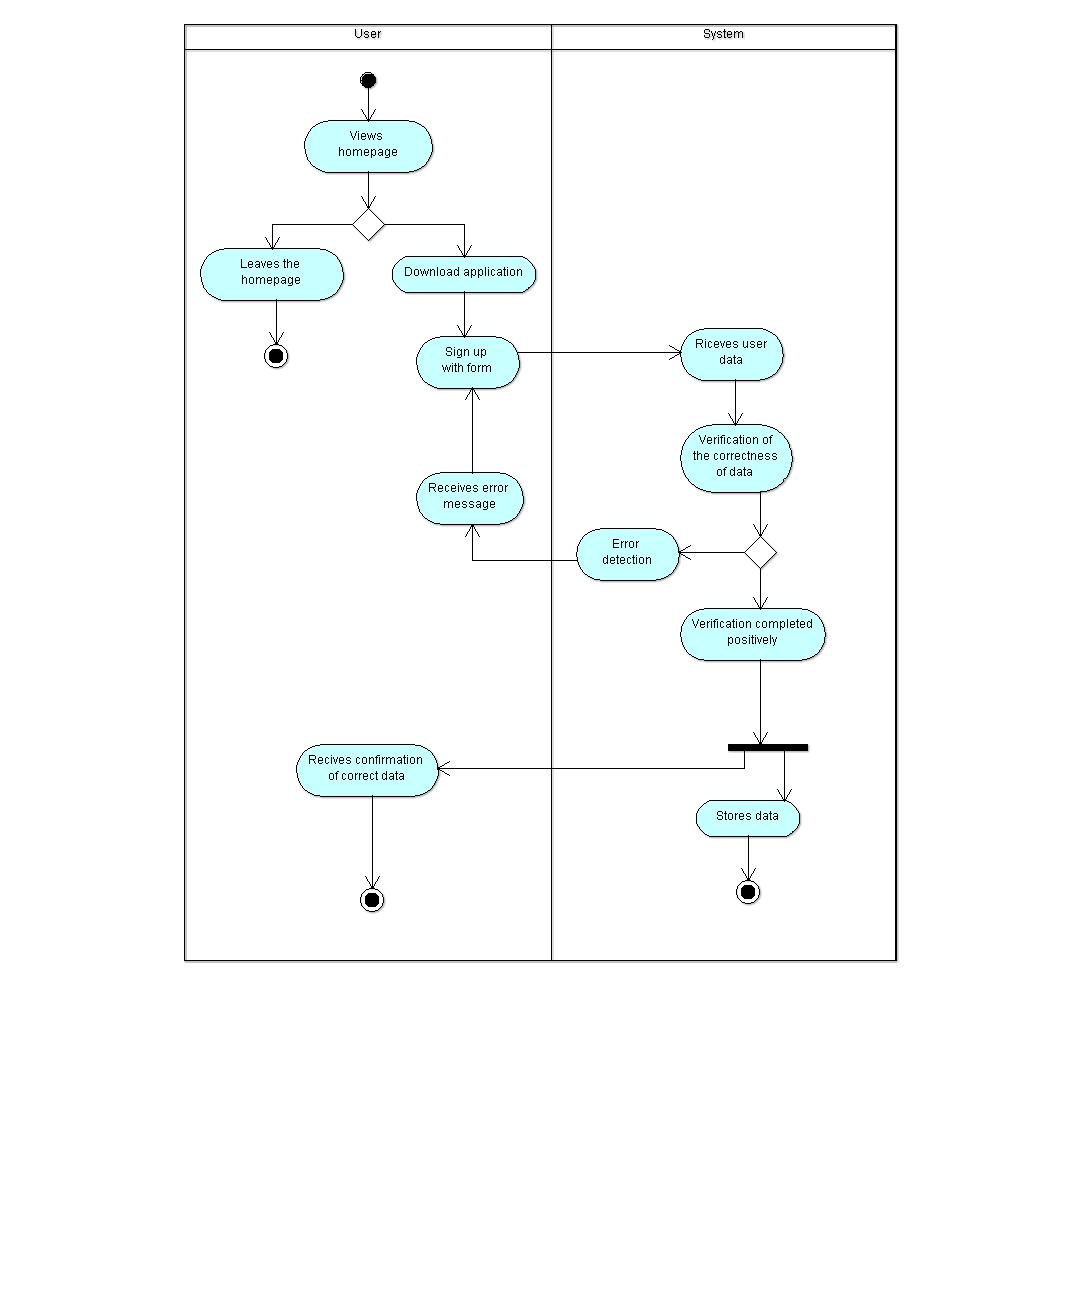 User
System
Views
homepage
Leaves the
homepage
Download application
Sign up
with form
Riceves user
data
Verification of
the correctness
of data
Receives error
message
Error
detection
Verification completed
positively
Recives confirmation
of correct data
Stores data